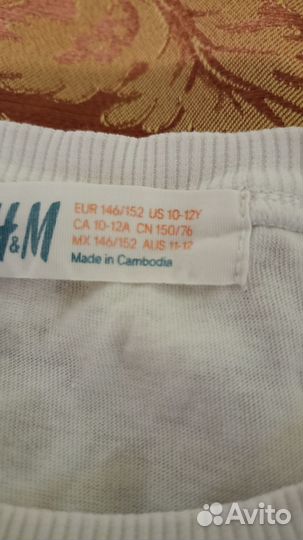 H&M
EUR 146/152 US 10-12Y
CA 10-12A CN 150/76
MX 146/152 AUS 11-12
Made in Cambodia
Avito